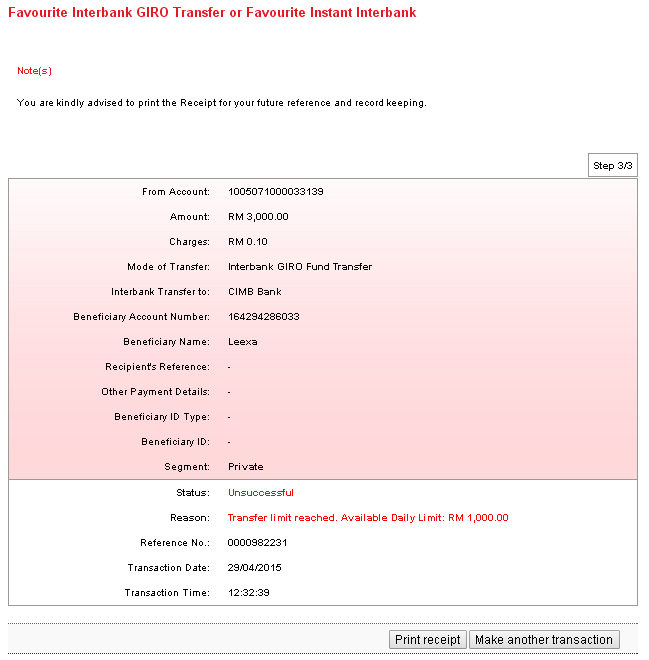 Favourite Interbank GIRO Transfer or Favourite Instant Interbank
Note(s)
You are kindly advised to print the Receipt for your future reference and record keeping.
Step 3/3
From Account: 1005071000033139
Amount: RM 3,000.00
Charges: RM 0.10
Mode of Transfer: Interbank GIRO Fund Transfer
Interbank Transfer to: CIMB Bank
Beneficiary Account Number: 164294286033
Beneficiary Name: Leexa
Recipient's Reference: -
Other Payment Details: -
Beneficiary ID Type: -
Beneficiary ID: -
Segment: Private
Status: Unsuccessful
Reason: Transfer limit reached. Available Daily Limit: RM 1,000.00
Reference No.: 0000982231
Transaction Date: 29/04/2015
Transaction Time: 12:32:39
Print receipt Make another transaction